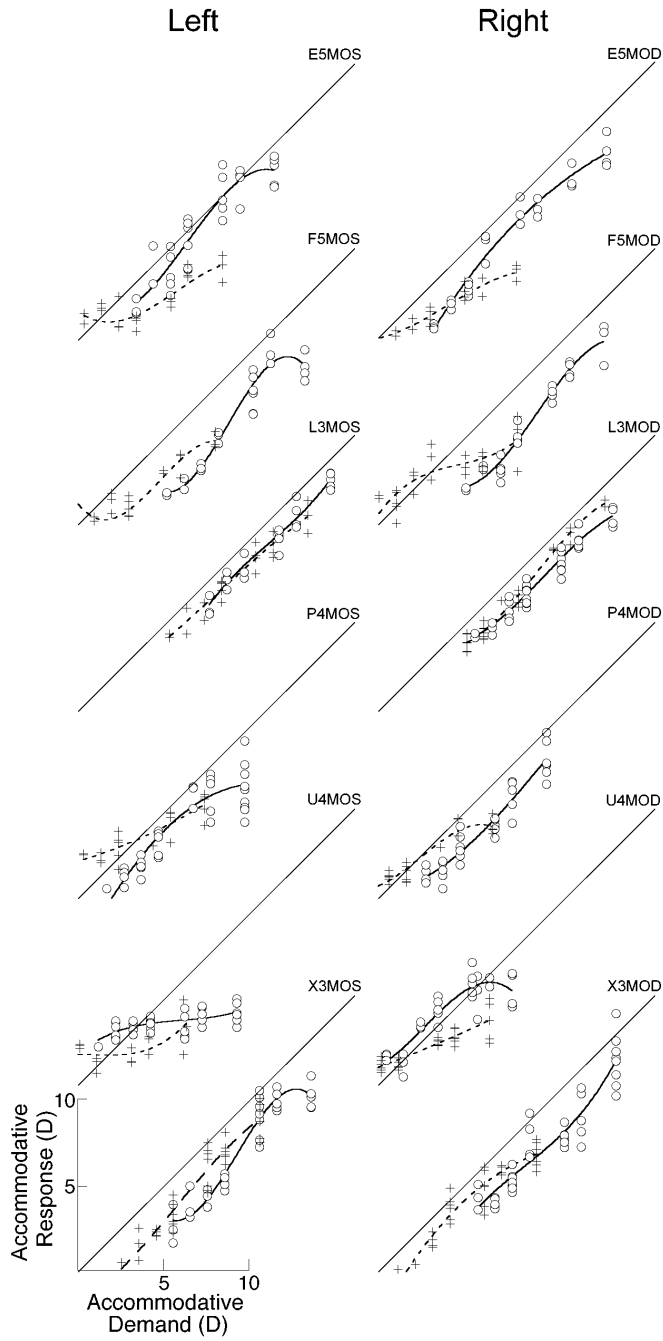 Left Right
E5MOS E5MOD
F5MOS F5MOD
L3MOS L3MOD
P4MOS P4MOD
U4MOS U4MOD
X3MOS X3MOD
10
5
Accommodative
Response (D)
5 10
Accommodative
Demand (D)